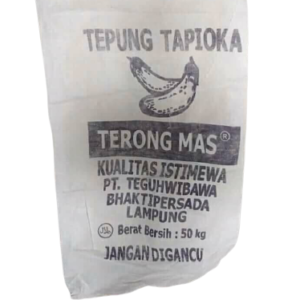 TEPUNG TAPIOKA
TERONG MAS®
KUALITAS ISTIMEWA
PT. TEGUHWIBAWA
BHAKTIPERSADA
LAMPUNG
Berat Bersih : 50 kg
JANGAN DIGANCU